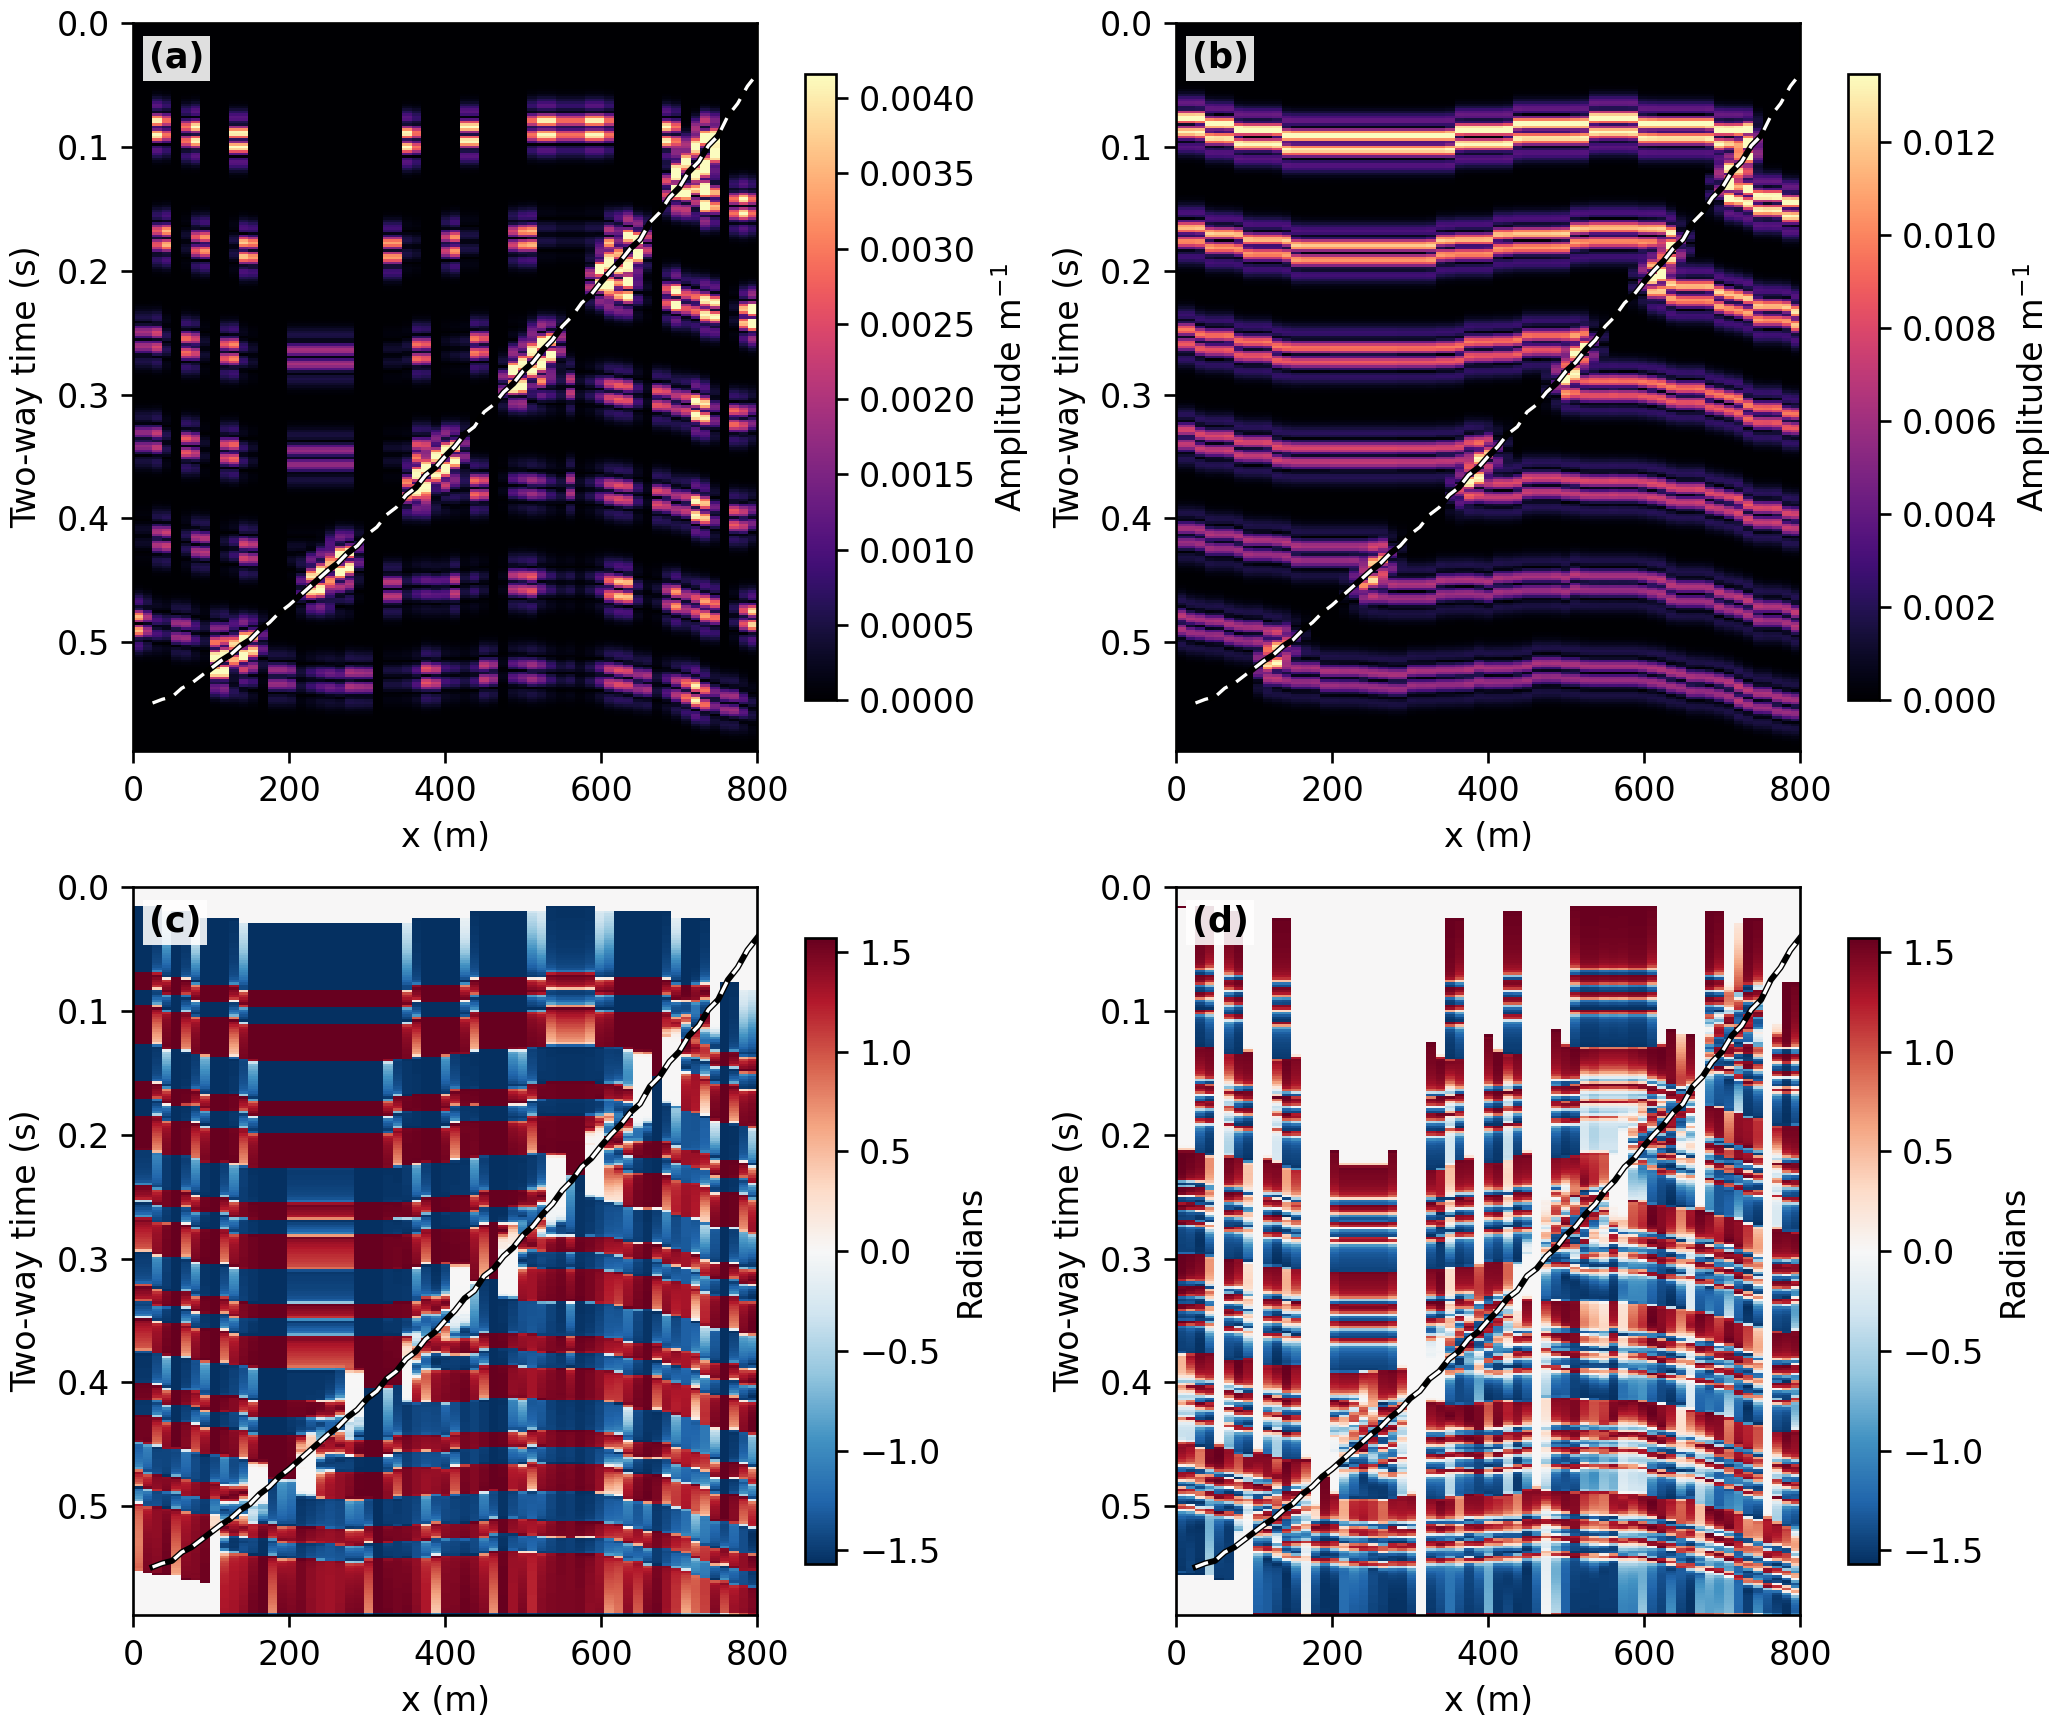 (a)
0.0
0.1
0.2
0.3
0.4
0.5
Two-way time (s)
0 200 400 600 800
x (m)
0.0040
0.0035
0.0030
0.0025
0.0020
0.0015
0.0010
0.0005
0.0000
Amplitude m⁻¹
(b)
0.0
0.1
0.2
0.3
0.4
0.5
Two-way time (s)
0 200 400 600 800
x (m)
0.012
0.010
0.008
0.006
0.004
0.002
0.000
Amplitude m⁻¹
(c)
0.0
0.1
0.2
0.3
0.4
0.5
Two-way time (s)
0 200 400 600 800
x (m)
1.5
1.0
0.5
0.0
−0.5
−1.0
−1.5
Radians
(d)
0.0
0.1
0.2
0.3
0.4
0.5
Two-way time (s)
0 200 400 600 800
x (m)
1.5
1.0
0.5
0.0
−0.5
−1.0
−1.5
Radians